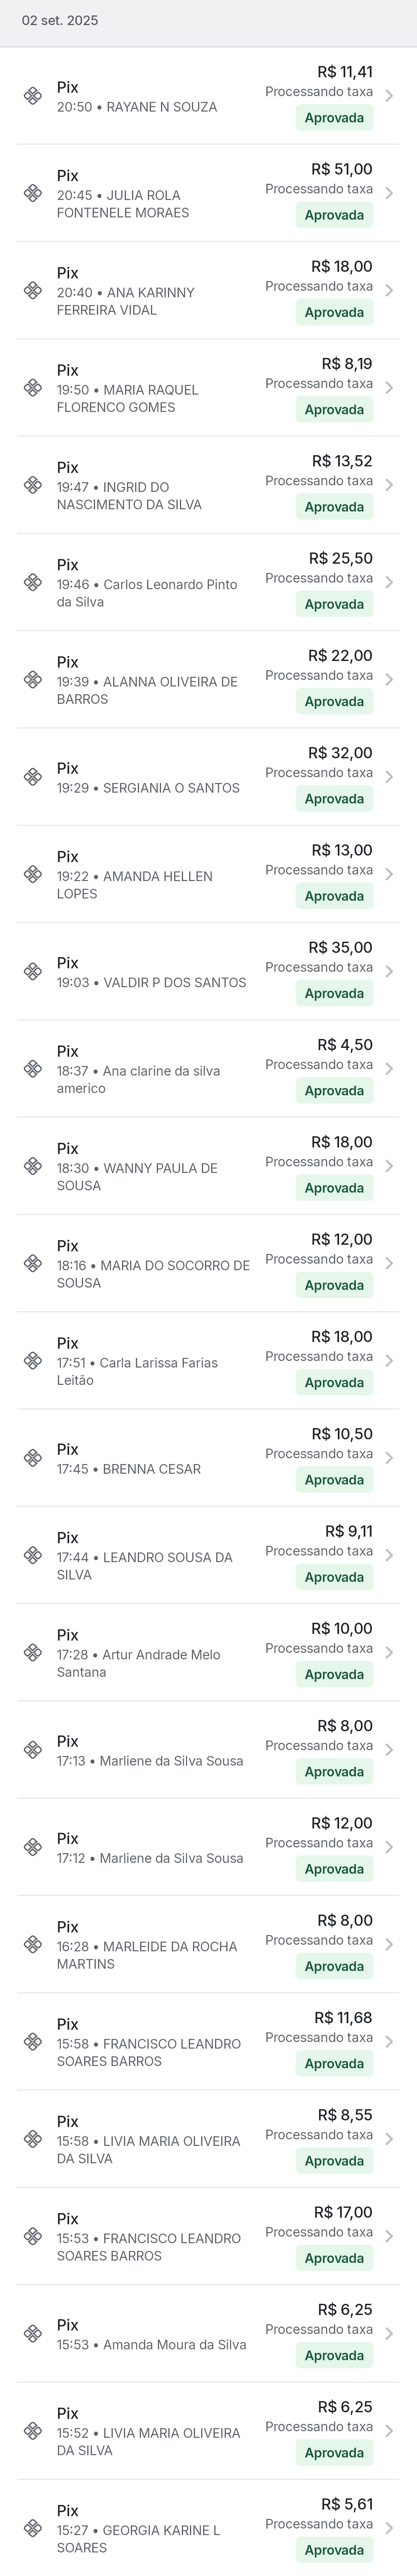 02 set. 2025
R$ 11,41
Pix
Processando taxa
20:50 • RAYANE N SOUZA
Aprovada
R$ 51,00
Pix
Processando taxa
20:45 • JULIA ROLA
FONTENELE MORAES
Aprovada
R$ 18,00
Pix
Processando taxa
20:40 • ANA KARINNY
FERREIRA VIDAL
Aprovada
R$ 8,19
Pix
Processando taxa
19:50 • MARIA RAQUEL
FLORENCO GOMES
Aprovada
R$ 13,52
Pix
Processando taxa
19:47 • INGRID DO
NASCIMENTO DA SILVA
Aprovada
R$ 25,50
Pix
Processando taxa
19:46 • Carlos Leonardo Pinto
da Silva
Aprovada
R$ 22,00
Pix
Processando taxa
19:39 • ALANNA OLIVEIRA DE
BARROS
Aprovada
R$ 32,00
Pix
Processando taxa
19:29 • SERGIANIA O SANTOS
Aprovada
R$ 13,00
Pix
Processando taxa
19:22 • AMANDA HELLEN
LOPES
Aprovada
R$ 35,00
Pix
Processando taxa
19:03 • VALDIR P DOS SANTOS
Aprovada
R$ 4,50
Pix
Processando taxa
18:37 • Ana clarine da silva
americo
Aprovada
R$ 18,00
Pix
Processando taxa
18:30 • WANNY PAULA DE
SOUSA
Aprovada
R$ 12,00
Pix
Processando taxa
18:16 • MARIA DO SOCORRO DE
SOUSA
Aprovada
R$ 18,00
Pix
Processando taxa
17:51 • Carla Larissa Farias
Leitão
Aprovada
R$ 10,50
Pix
Processando taxa
17:45 • BRENNA CESAR
Aprovada
R$ 9,11
Pix
Processando taxa
17:44 • LEANDRO SOUSA DA
SILVA
Aprovada
R$ 10,00
Pix
Processando taxa
17:28 • Artur Andrade Melo
Santana
Aprovada
R$ 8,00
Pix
Processando taxa
17:13 • Marliene da Silva Sousa
Aprovada
R$ 12,00
Pix
Processando taxa
17:12 • Marliene da Silva Sousa
Aprovada
R$ 8,00
Pix
Processando taxa
16:28 • MARLEIDE DA ROCHA
MARTINS
Aprovada
R$ 11,68
Pix
Processando taxa
15:58 • FRANCISCO LEANDRO
SOARES BARROS
Aprovada
R$ 8,55
Pix
Processando taxa
15:58 • LIVIA MARIA OLIVEIRA
DA SILVA
Aprovada
R$ 17,00
Pix
Processando taxa
15:53 • FRANCISCO LEANDRO
SOARES BARROS
Aprovada
R$ 6,25
Pix
Processando taxa
15:53 • Amanda Moura da Silva
Aprovada
R$ 6,25
Pix
Processando taxa
15:52 • LIVIA MARIA OLIVEIRA
DA SILVA
Aprovada
R$ 5,61
Pix
Processando taxa
15:27 • GEORGIA KARINE L
SOARES
Aprovada